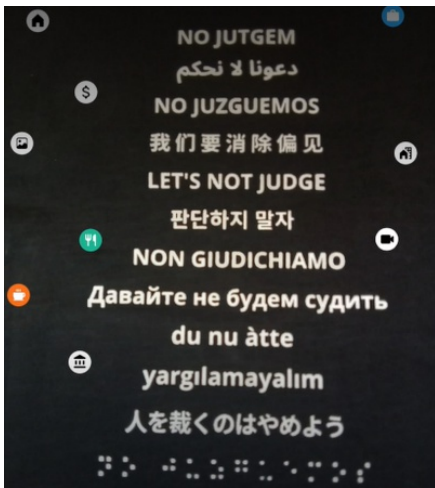 NO JUTGEM
دعونا لا نحكم
NO JUZGUEMOS
我们要消除偏见
LET'S NOT JUDGE
판단하지 말자
NON GIUDICHIAMO
Давайте не будем судить
du nu àtte
yargılamayalım
人を裁くのはやめよう